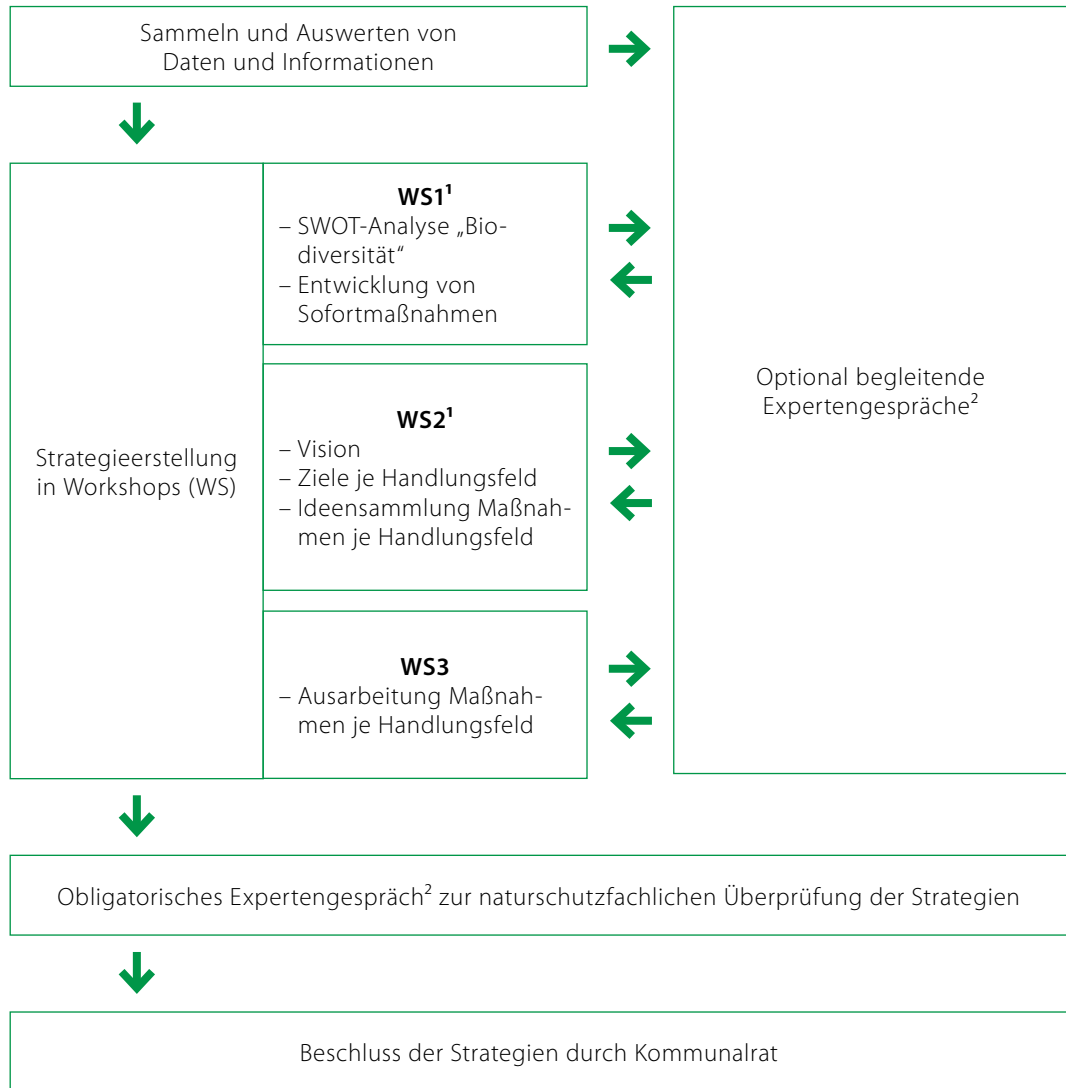 Sammeln und Auswerten von
Daten und Informationen
Strategieerstellung
in Workshops (WS)
WS1¹
– SWOT-Analyse „Bio-
diversität“
– Entwicklung von
Sofortmaßnahmen
WS2¹
– Vision
– Ziele je Handlungsfeld
– Ideensammlung Maßnah-
men je Handlungsfeld
WS3
– Ausarbeitung Maßnah-
men je Handlungsfeld
Optional begleitende
Expertengespräche²
Obligatorisches Expertengespräch² zur naturschutzfachlichen Überprüfung der Strategien
Beschluss der Strategien durch Kommunalrat